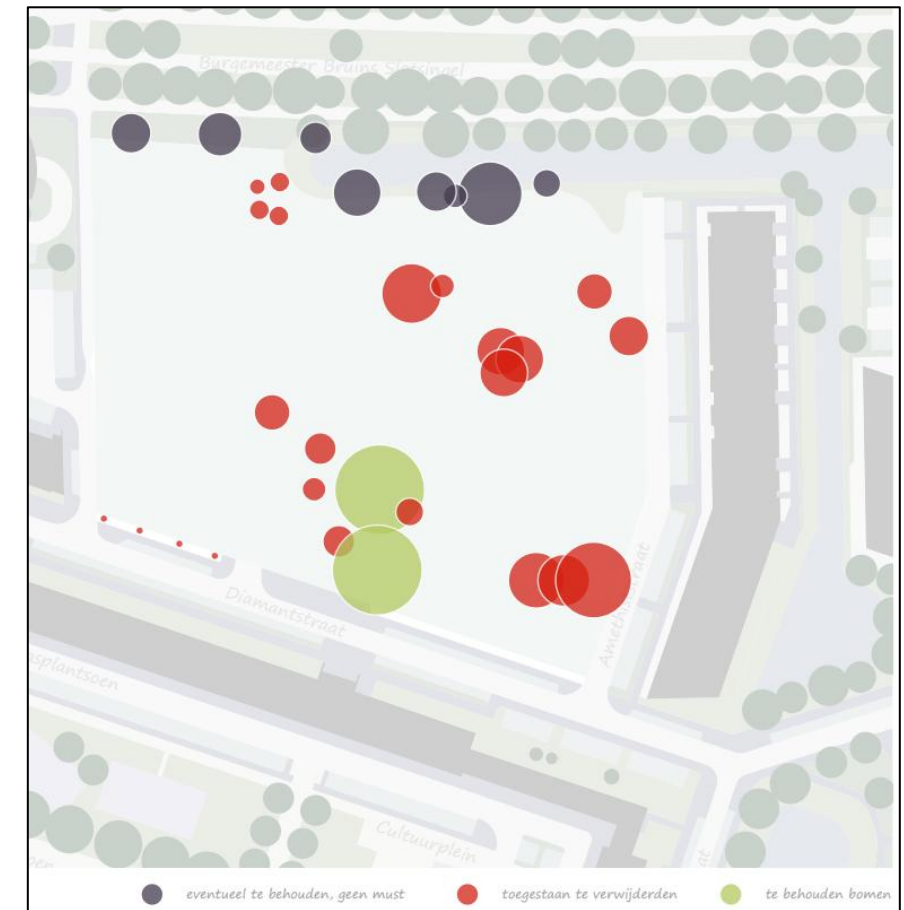 Burgemeester Bruins Slotsingel
Amethiststraat
Diamantstraat
Cultuurplein
eventueel te behouden, geen must
toegestaan te verwijderden
te behouden bomen